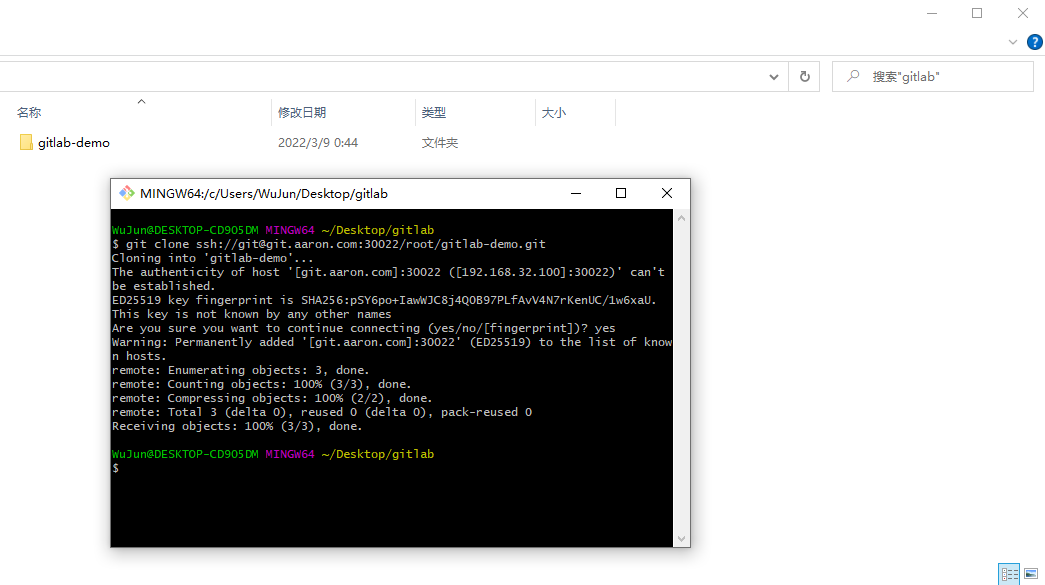 搜索"gitlab"
名称 修改日期 类型 大小
gitlab-demo 2022/3/9 0:44 文件夹
MINGW64:/c/Users/WuJun/Desktop/gitlab
WuJun@DESKTOP-CD9O5DM MINGW64 ~/Desktop/gitlab
$ git clone ssh://git@git.aaron.com:30022/root/gitlab-demo.git
Cloning into 'gitlab-demo'...
The authenticity of host '[git.aaron.com]:30022 ([192.168.32.100]:30022)' can't
be established.
ED25519 key fingerprint is SHA256:pSY6po+IawWJC8j4QOB97PLfAvV4N7rKenUC/1w6xaU.
This key is not known by any other names
Are you sure you want to continue connecting (yes/no/[fingerprint])? yes
Warning: Permanently added '[git.aaron.com]:30022' (ED25519) to the list of know
n hosts.
remote: Enumerating objects: 3, done.
remote: Counting objects: 100% (3/3), done.
remote: Compressing objects: 100% (2/2), done.
remote: Total 3 (delta 0), reused 0 (delta 0), pack-reused 0
Receiving objects: 100% (3/3), done.
WuJun@DESKTOP-CD9O5DM MINGW64 ~/Desktop/gitlab
$